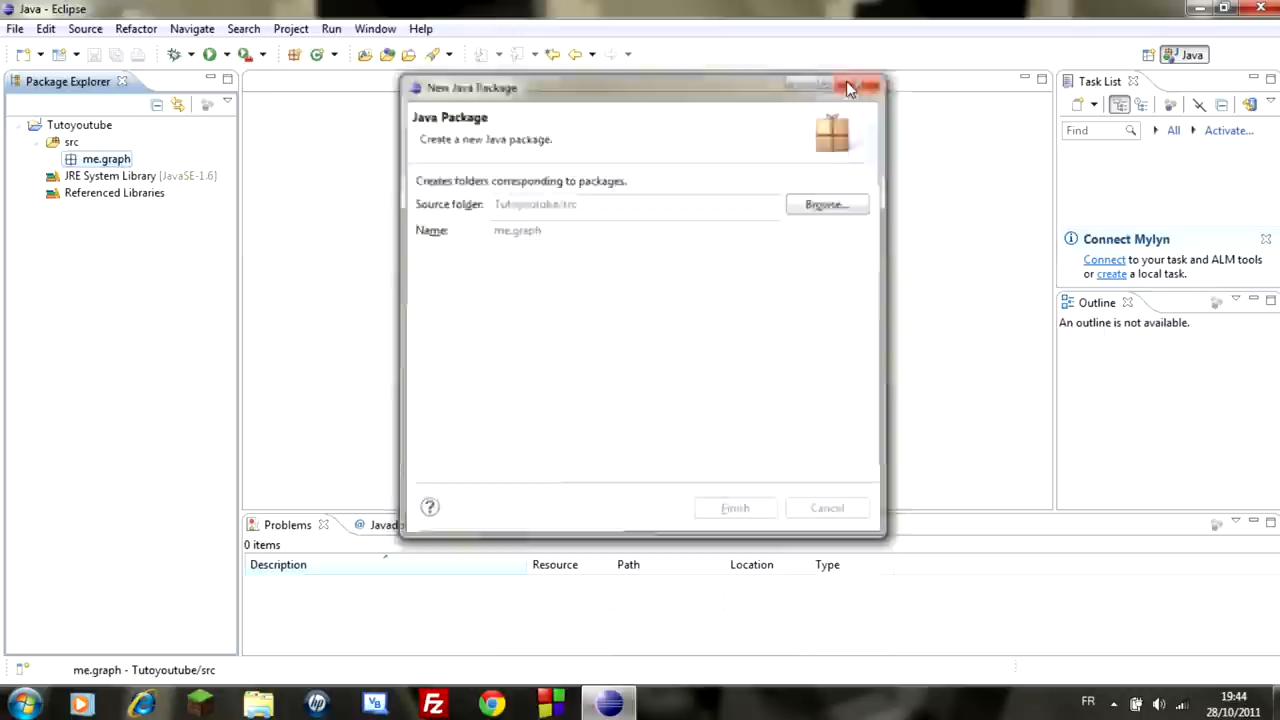 Java - Eclipse
File Edit Source Refactor Navigate Search Project Run Window Help
Java
Package Explorer
Tutoyoutube
src
me.graph
JRE System Library [JavaSE-1.6]
Referenced Libraries
New Java Package
Java Package
Create a new Java package.
Creates folders corresponding to packages.
Source folder: Tutoyoutube/src Browse...
Name: me.graph
Finish Cancel
Task List
Find All Activate...
Connect Mylyn
Connect to your task and ALM tools
or create a local task.
Outline
An outline is not available.
Problems @ Javad
0 items
Description Resource Path Location Type
me.graph - Tutoyoutube/src
FR
19:44
28/10/2011